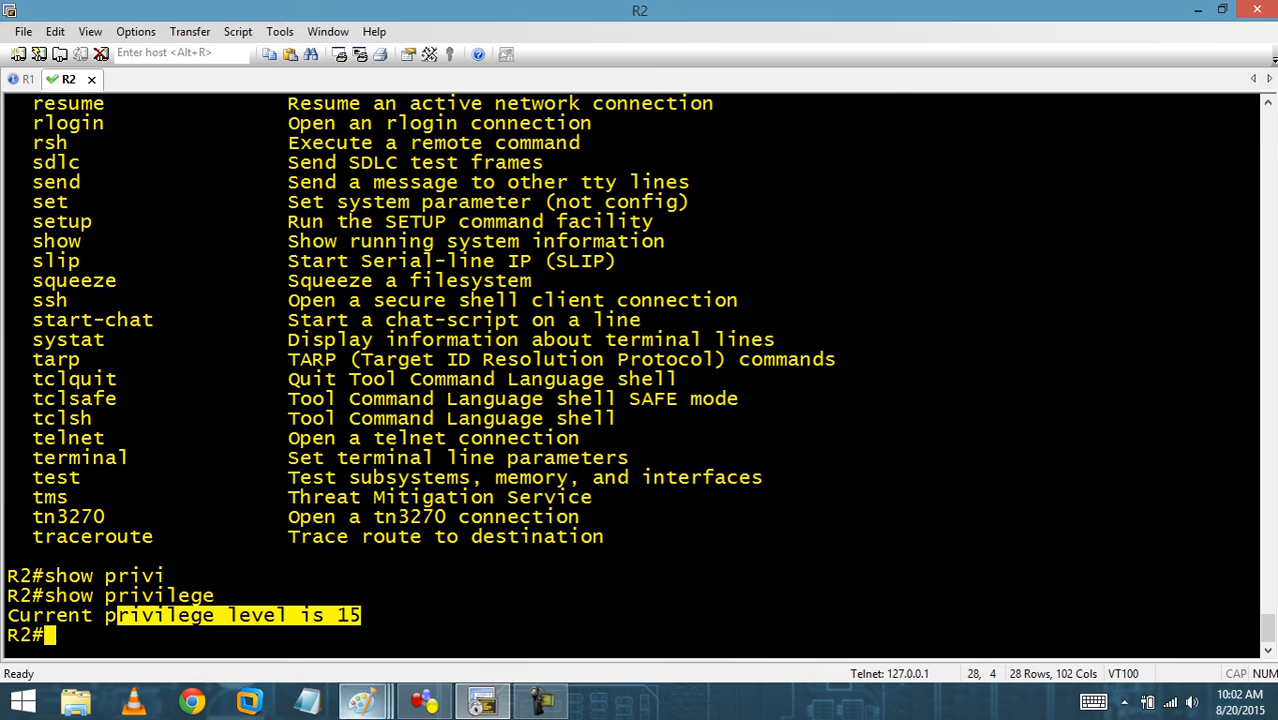 R2
File Edit View Options Transfer Script Tools Window Help
Enter host <Alt+R>
R1 R2
resume Resume an active network connection
rlogin Open an rlogin connection
rsh Execute a remote command
sdlc Send SDLC test frames
send Send a message to other tty lines
set Set system parameter (not config)
setup Run the SETUP command facility
show Show running system information
slip Start Serial-line IP (SLIP)
squeeze Squeeze a filesystem
ssh Open a secure shell client connection
start-chat Start a chat-script on a line
systat Display information about terminal lines
tarp TARP (Target ID Resolution Protocol) commands
tclquit Quit Tool Command Language shell
tclsafe Tool Command Language shell SAFE mode
tclsh Tool Command Language shell
telnet Open a telnet connection
terminal Set terminal line parameters
test Test subsystems, memory, and interfaces
tms Threat Mitigation Service
tn3270 Open a tn3270 connection
traceroute Trace route to destination
R2#show privi
R2#show privilege
Current privilege level is 15
R2#
Ready Telnet: 127.0.0.1 28, 4 28 Rows, 102 Cols VT100 CAP NUM
10:02 AM
8/20/2015